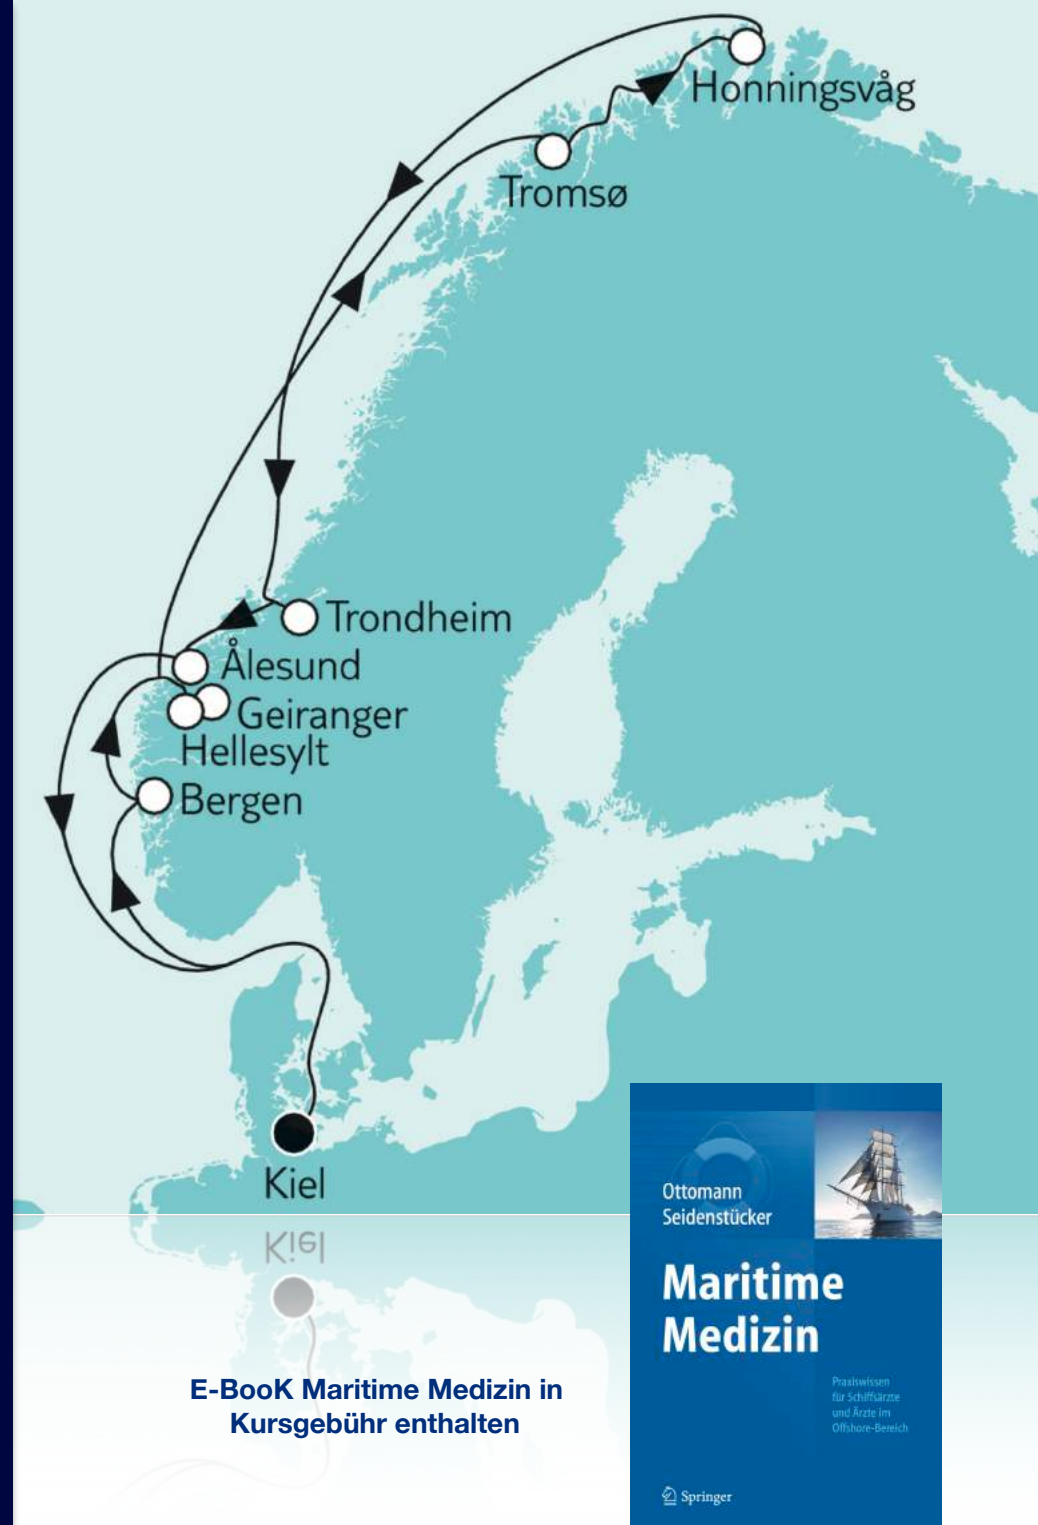 Honningsvåg
Tromsø
Trondheim
Ålesund
Geiranger
Hellesylt
Bergen
Kiel
Kiel
E-BooK Maritime Medizin in
Kursgebühr enthalten
Ottomann
Seidenstücker
Maritime
Medizin
Praxiswissen
für Schiffsärzte
und Ärzte im
Offshore-Bereich
Springer